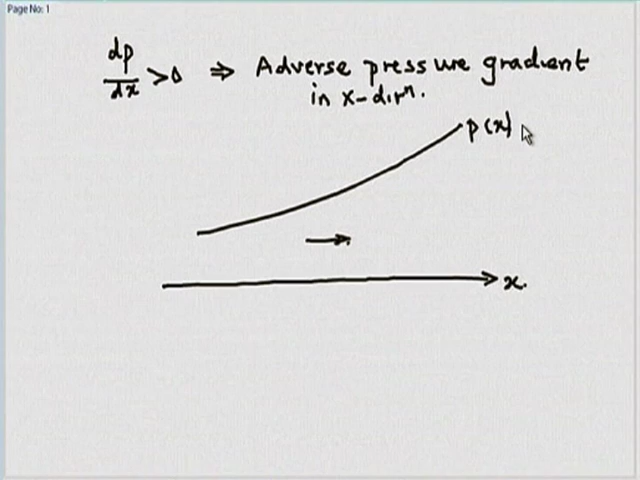 Page No: 1
dp/dx >0 ⇒ Adverse pressure gradient
in x-dirⁿ.
p(x)
x.